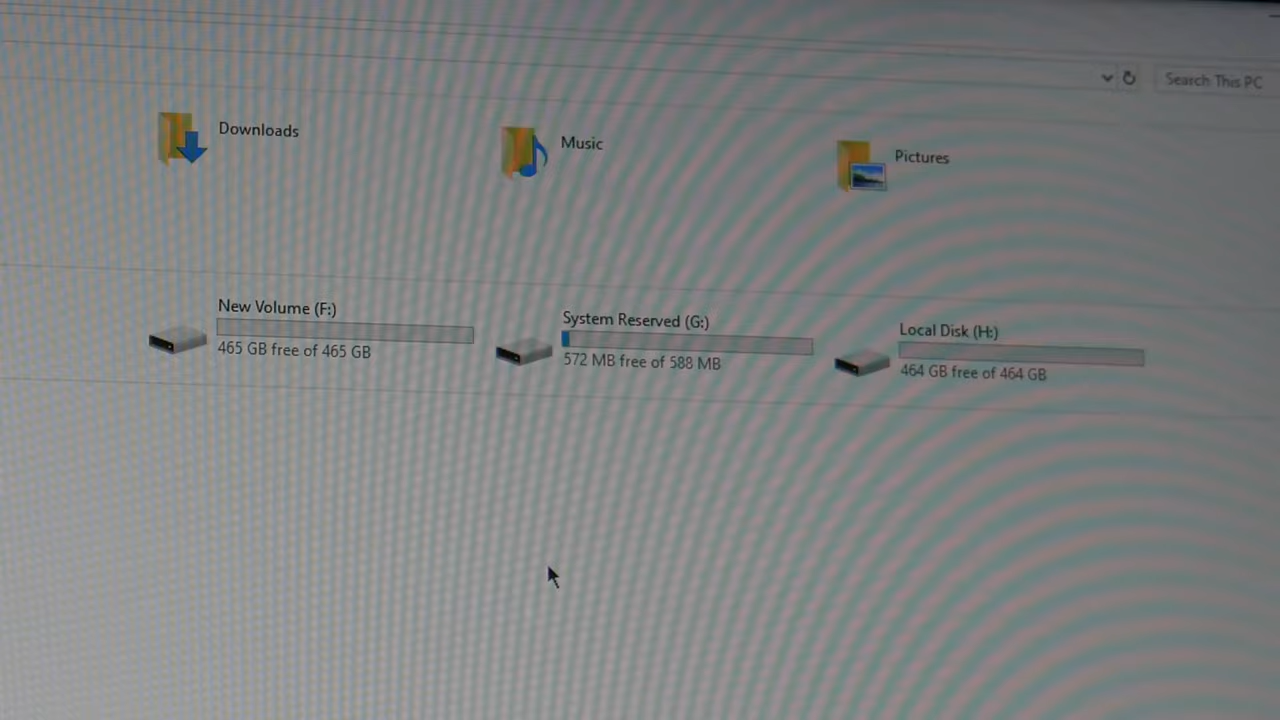 Search This PC
Downloads
Music
Pictures
New Volume (F:)
465 GB free of 465 GB
System Reserved (G:)
572 MB free of 588 MB
Local Disk (H:)
464 GB free of 464 GB